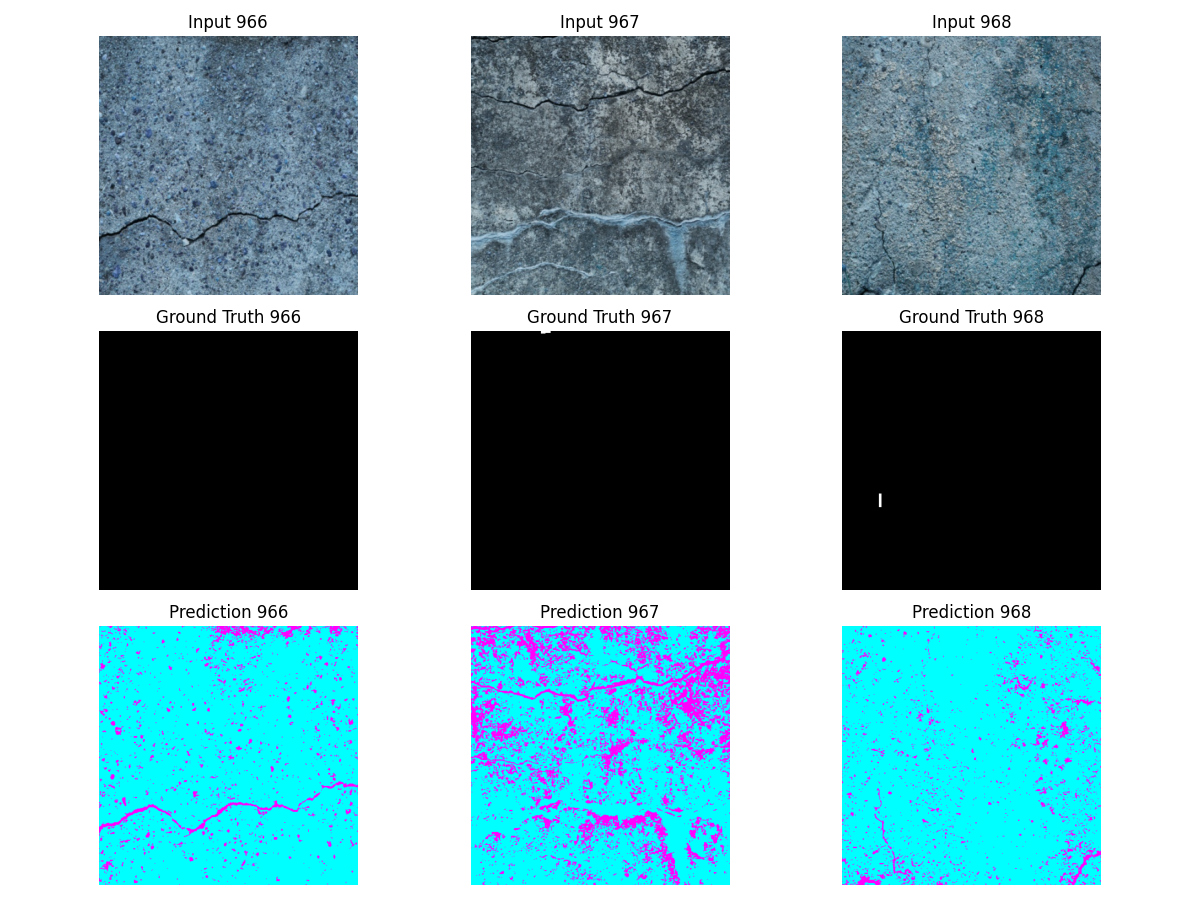 Input 966
Input 967
Input 968
Ground Truth 966
Ground Truth 967
Ground Truth 968
Prediction 966
Prediction 967
Prediction 968